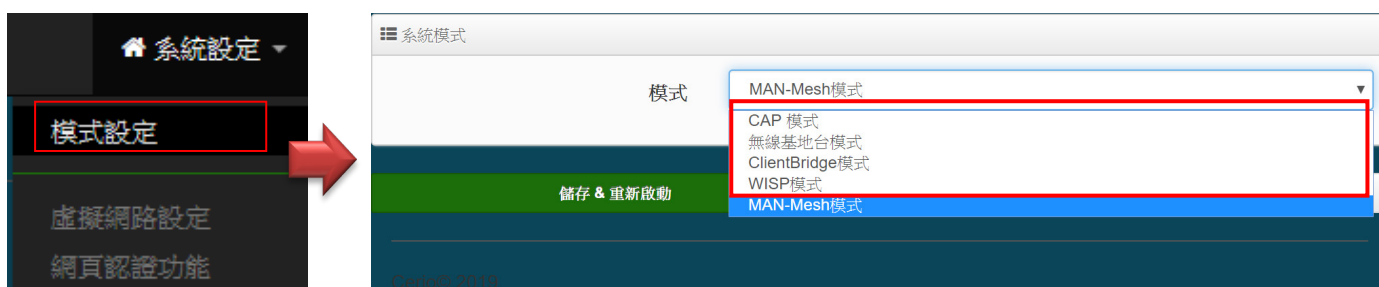 系統設定
模式設定
虛擬網路設定
網頁認證功能
系統模式
模式
MAN-Mesh模式
CAP 模式
無線基地台模式
ClientBridge模式
WISP模式
MAN-Mesh模式
儲存 & 重新啟動